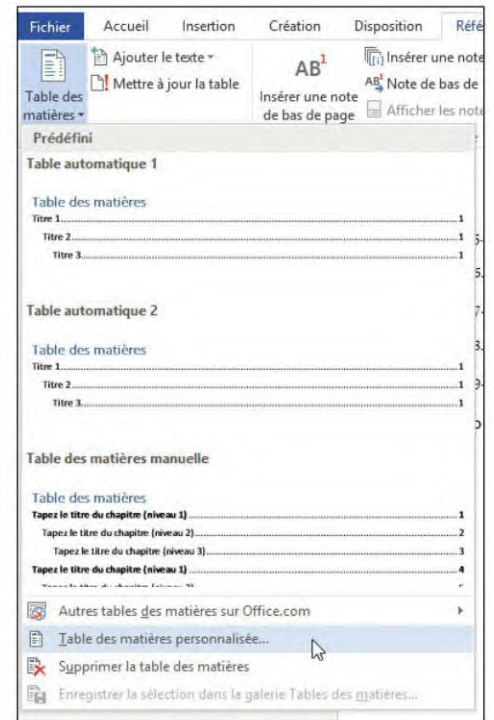 Fichier Accueil Insertion Création Disposition Réfé
Ajouter le texte
Mettre à jour la table
Table des
matières
AB1
Insérer une note
de bas de page
Insérer une note
AB1 Note de bas de
Afficher les note
Prédéfini
Table automatique 1
Table des matières
Titre 1...1
Titre 2...1
Titre 3...1
Table automatique 2
Table des matières
Titre 1...1
Titre 2...1
Titre 3...1
Table des matières manuelle
Table des matières
Tapez le titre du chapitre (niveau 1)...1
Tapez le titre du chapitre (niveau 2)...2
Tapez le titre du chapitre (niveau 3)...3
Tapez le titre du chapitre (niveau 1)...4
Autres tables des matières sur Office.com
Table des matières personnalisée...
Supprimer la table des matières
Enregistrer la sélection dans la galerie Tables des matières...